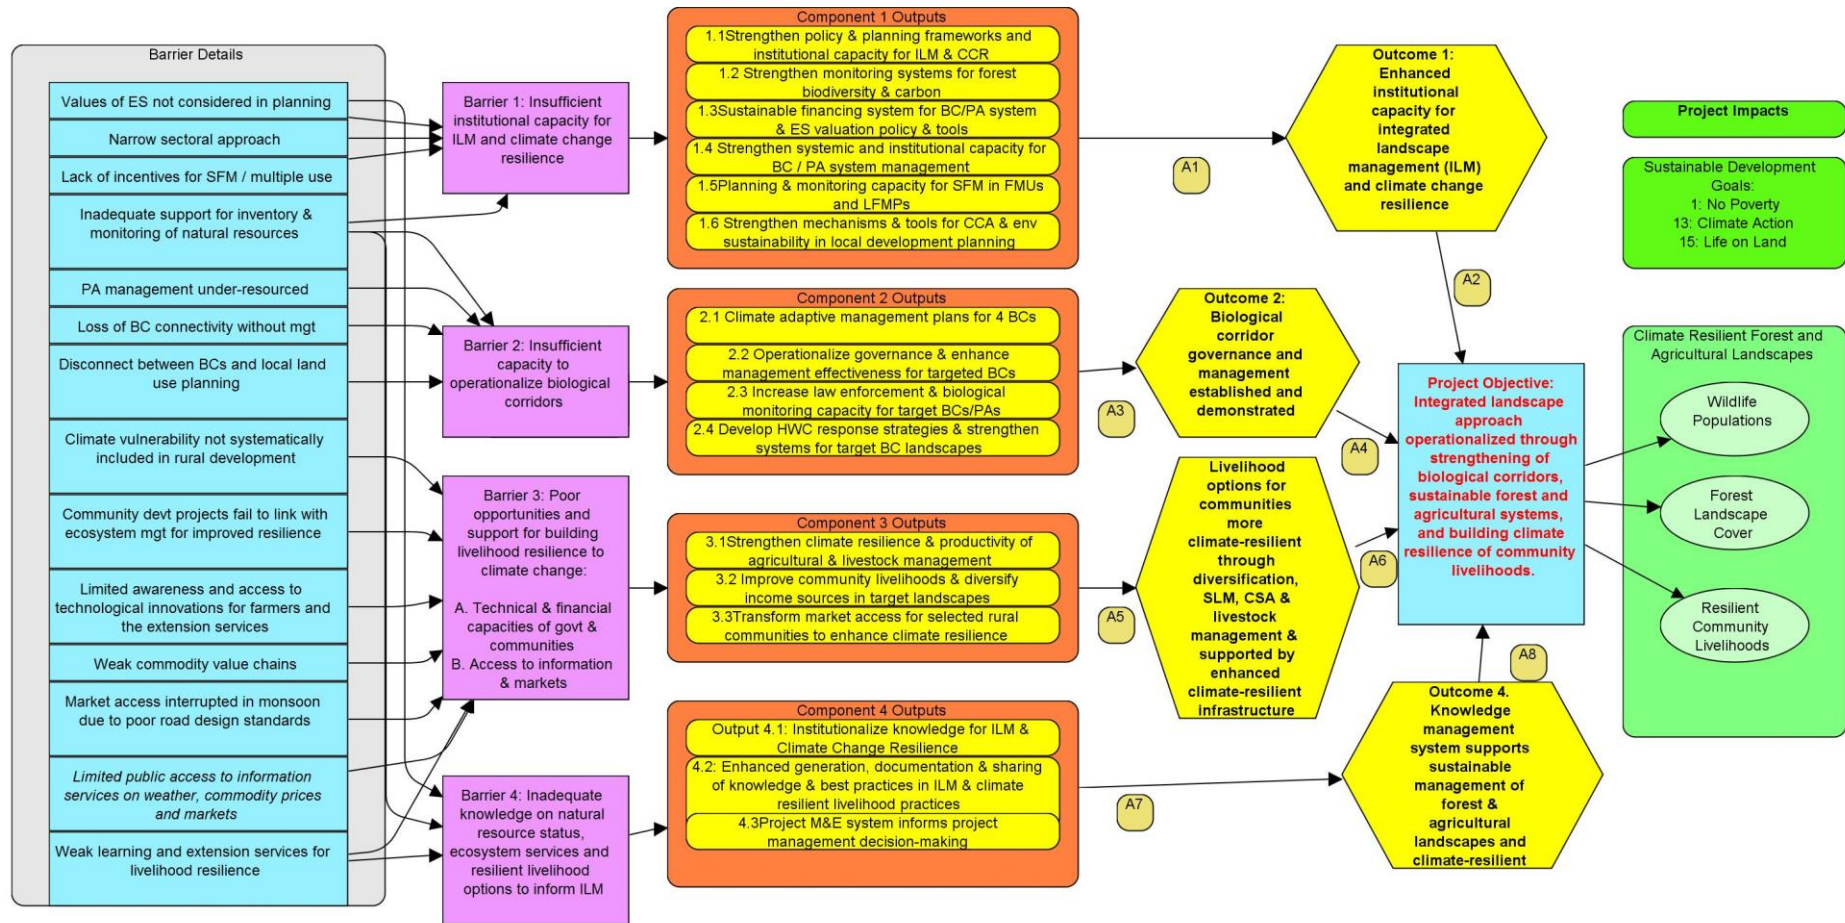 Barrier Details
Values of ES not considered in planning
Narrow sectoral approach
Lack of incentives for SFM / multiple use
Inadequate support for inventory &
monitoring of natural resources
PA management under-resourced
Loss of BC connectivity without mgt
Disconnect between BCs and local land
use planning
Climate vulnerability not systematically
included in rural development
Community devt projects fail to link with
ecosystem mgt for improved resilience
Limited awareness and access to
technological innovations for farmers and
the extension services
Weak commodity value chains
Market access interrupted in monsoon
due to poor road design standards
Limited public access to information
services on weather, commodity prices
and markets
Weak learning and extension services for
livelihood resilience
Barrier 1: Insufficient
institutional capacity for
ILM and climate change
resilience
Barrier 2: Insufficient
capacity to
operationalize biological
corridors
Barrier 3: Poor
opportunities and
support for building
livelihood resilience to
climate change:
A. Technical & financial
capacities of govt &
communities
B. Access to information
& markets
Barrier 4: Inadequate
knowledge on natural
resource status,
ecosystem services and
resilient livelihood
options to inform ILM
Component 1 Outputs
1.1Strengthen policy & planning frameworks and
institutional capacity for ILM & CCR
1.2 Strengthen monitoring systems for forest
biodiversity & carbon
1.3Sustainable financing system for BC/PA system
& ES valuation policy & tools
1.4 Strengthen systemic and institutional capacity for
BC / PA system management
1.5Planning & monitoring capacity for SFM in FMUs
and LFMPs
1.6 Strengthen mechanisms & tools for CCA & env
sustainability in local development planning
Component 2 Outputs
2.1 Climate adaptive management plans for 4 BCs
2.2 Operationalize governance & enhance
management effectiveness for targeted BCs
2.3 Increase law enforcement & biological
monitoring capacity for target BCs/PAs
2.4 Develop HWC response strategies & strengthen
systems for target BC landscapes
Component 3 Outputs
3.1Strengthen climate resilience & productivity of
agricultural & livestock management
3.2 Improve community livelihoods & diversify
income sources in target landscapes
3.3Transform market access for selected rural
communities to enhance climate resilience
Component 4 Outputs
Output 4.1: Institutionalize knowledge for ILM &
Climate Change Resilience
4.2: Enhanced generation, documentation & sharing
of knowledge & best practices in ILM & climate
resilient livelihood practices
4.3Project M&E system informs project
management decision-making
A1
A2
A3
A4
A5
A6
A7
A8
Outcome 1:
Enhanced
institutional
capacity for
integrated
landscape
management (ILM)
and climate change
resilience
Outcome 2:
Biological
corridor
governance and
management
established and
demonstrated
Livelihood
options for
communities
more
climate-resilient
through
diversification,
SLM, CSA &
livestock
management &
supported by
enhanced
climate-resilient
infrastructure
Outcome 4.
Knowledge
management
system supports
sustainable
management of
forest &
agricultural
landscapes and
climate-resilient
Project Objective:
Integrated landscape
approach
operationalized through
strengthening of
biological corridors,
sustainable forest and
agricultural systems,
and building climate
resilience of community
livelihoods.
Project Impacts
Sustainable Development
Goals:
1: No Poverty
13: Climate Action
15: Life on Land
Climate Resilient Forest and
Agricultural Landscapes
Wildlife
Populations
Forest
Landscape
Cover
Resilient
Community
Livelihoods